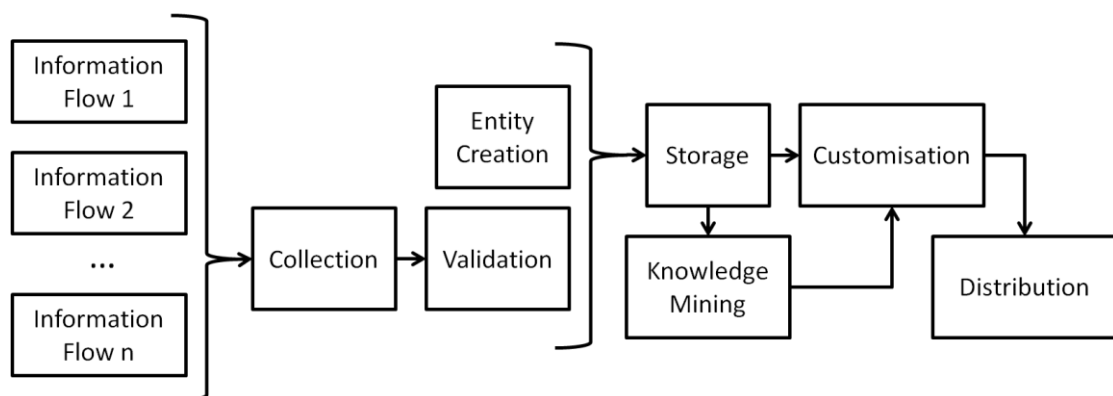 Information
Flow 1
Information
Flow 2
...
Information
Flow n
Collection
Entity
Creation
Validation
Storage
Customisation
Knowledge
Mining
Distribution